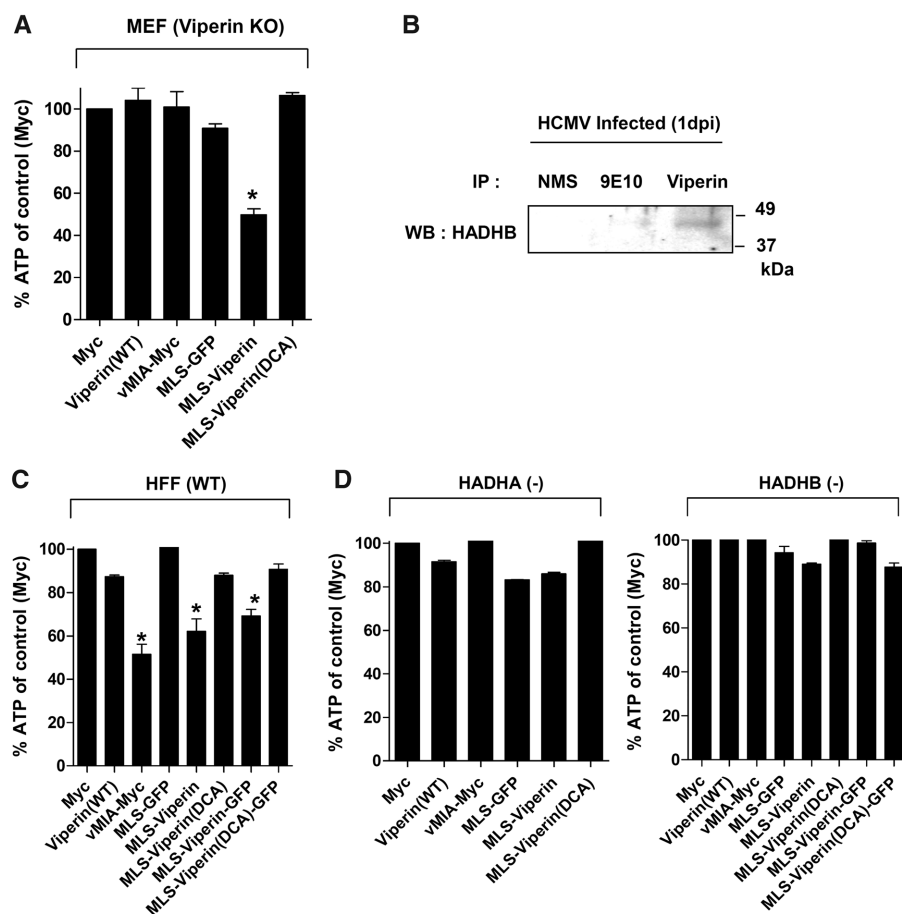 A
MEF (Viperin KO)
% ATP of control (Myc)
100
80
60
40
20
0
*
Myc
Viperin(WT)
vMIA-Myc
MLS-GFP
MLS-Viperin
MLS-Viperin(DCA)
B
HCMV Infected (1dpi)
IP : NMS 9E10 Viperin
WB : HADHB
49
37
kDa
C
HFF (WT)
% ATP of control (Myc)
100
80
60
40
20
0
*
*
*
Myc
Viperin(WT)
vMIA-Myc
MLS-GFP
MLS-Viperin
MLS-Viperin(DCA)
MLS-Viperin-GFP
MLS-Viperin(DCA)-GFP
D
HADHA (-)
% ATP of control (Myc)
100
80
60
40
20
0
Myc
Viperin(WT)
vMIA-Myc
MLS-GFP
MLS-Viperin
MLS-Viperin(DCA)
HADHB (-)
% ATP of control (Myc)
100
80
60
40
20
0
Myc
Viperin(WT)
vMIA-Myc
MLS-GFP
MLS-Viperin
MLS-Viperin(DCA)
MLS-Viperin-GFP
MLS-Viperin(DCA)-GFP